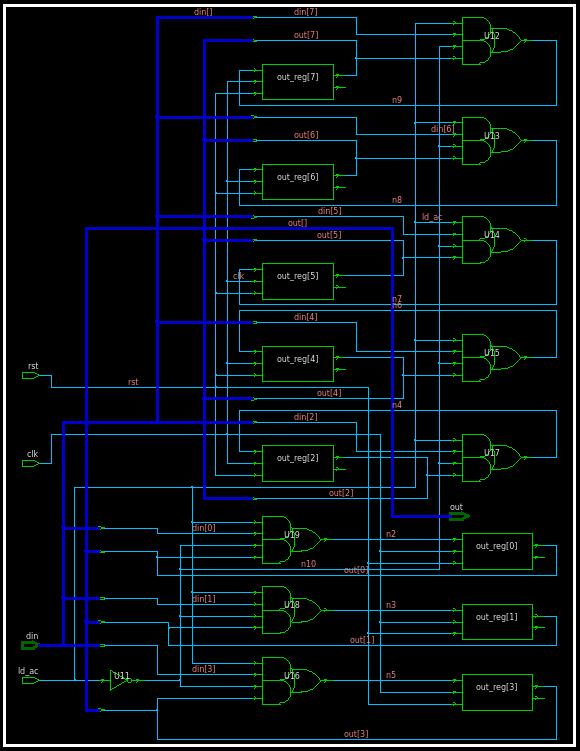 din[]
din[7]
out[7]
U12
out_reg[7]
n9
din[6]
out[6]
U13
out_reg[6]
n8
din[5]
ld_ac
out[]
out[5]
U14
clk
out_reg[5]
n7
n6
din[4]
out_reg[4]
U15
rst
rst
out[4]
n4
din[2]
clk
out_reg[2]
U17
out[2]
out
din[0]
U19
n2
out_reg[0]
n10
out[0]
din[1]
U18
n3
out_reg[1]
din
out[1]
ld_ac
din[3]
U11
U16
n5
out_reg[3]
out[3]